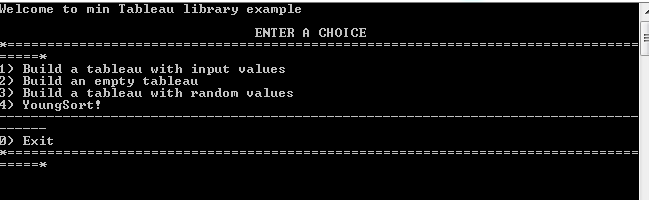 Welcome to min Tableau library example
ENTER A CHOICE
*===============================================================================
=====*
1) Build a tableau with input values
2) Build an empty tableau
3) Build a tableau with random values
4) YoungSort!
--------------------------------------------------------------------------------
------
0) Exit
*===============================================================================
=====*